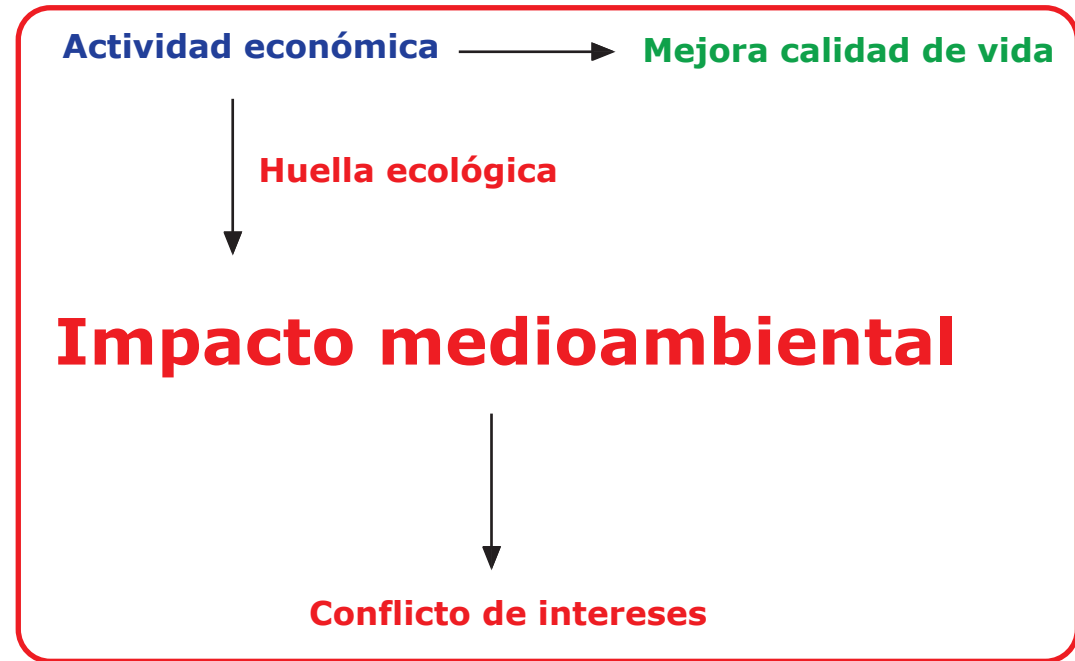 Actividad económica
Mejora calidad de vida
Huella ecológica
Impacto medioambiental
Conflicto de intereses